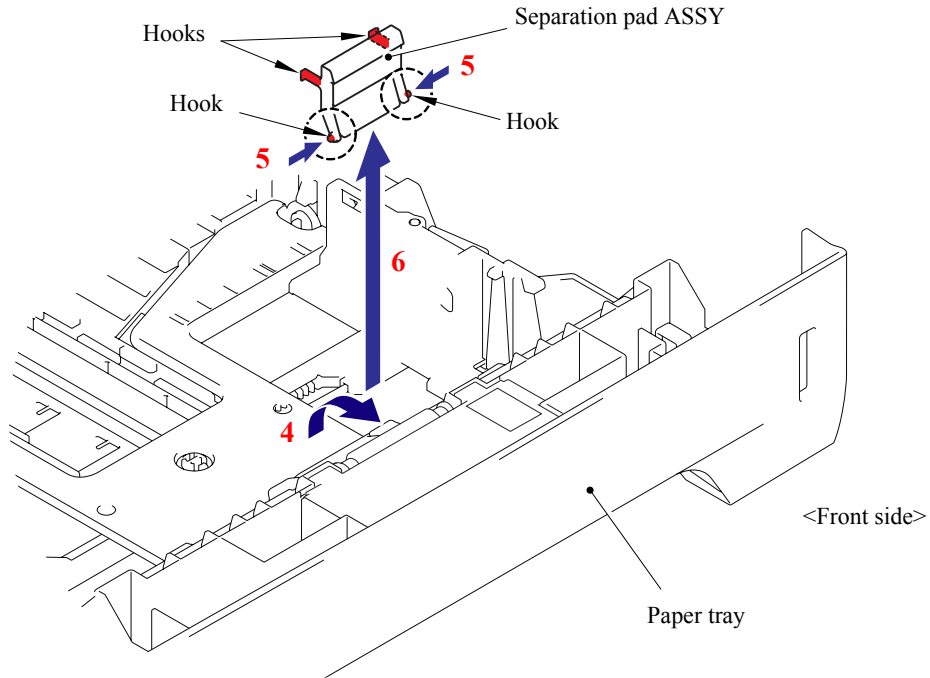 Separation pad ASSY
Hooks
5
Hook
Hook
5
6
4
<Front side>
Paper tray